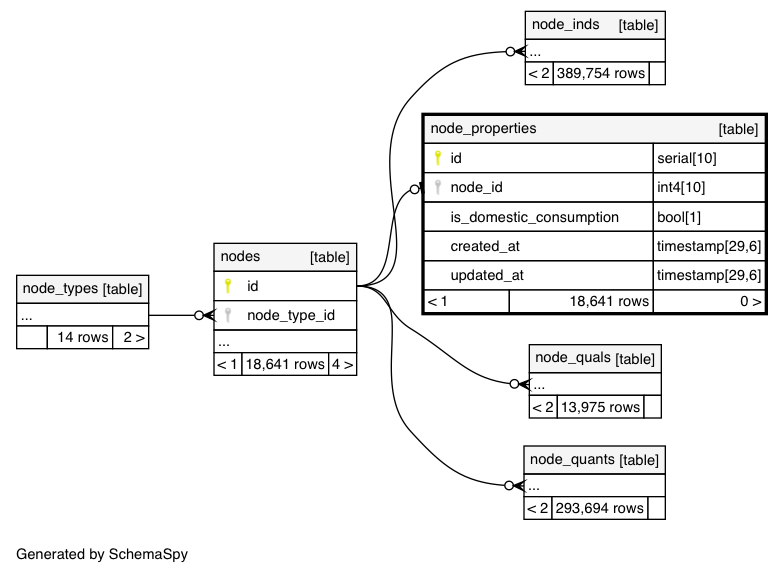 node_inds [table]
...
< 2 389,754 rows
node_properties [table]
id serial[10]
node_id int4[10]
is_domestic_consumption bool[1]
created_at timestamp[29,6]
updated_at timestamp[29,6]
< 1 18,641 rows 0 >
nodes [table]
id
node_type_id
...
< 1 18,641 rows 4 >
node_types [table]
...
14 rows 2 >
node_quals [table]
...
< 2 13,975 rows
node_quants [table]
...
< 2 293,694 rows
Generated by SchemaSpy